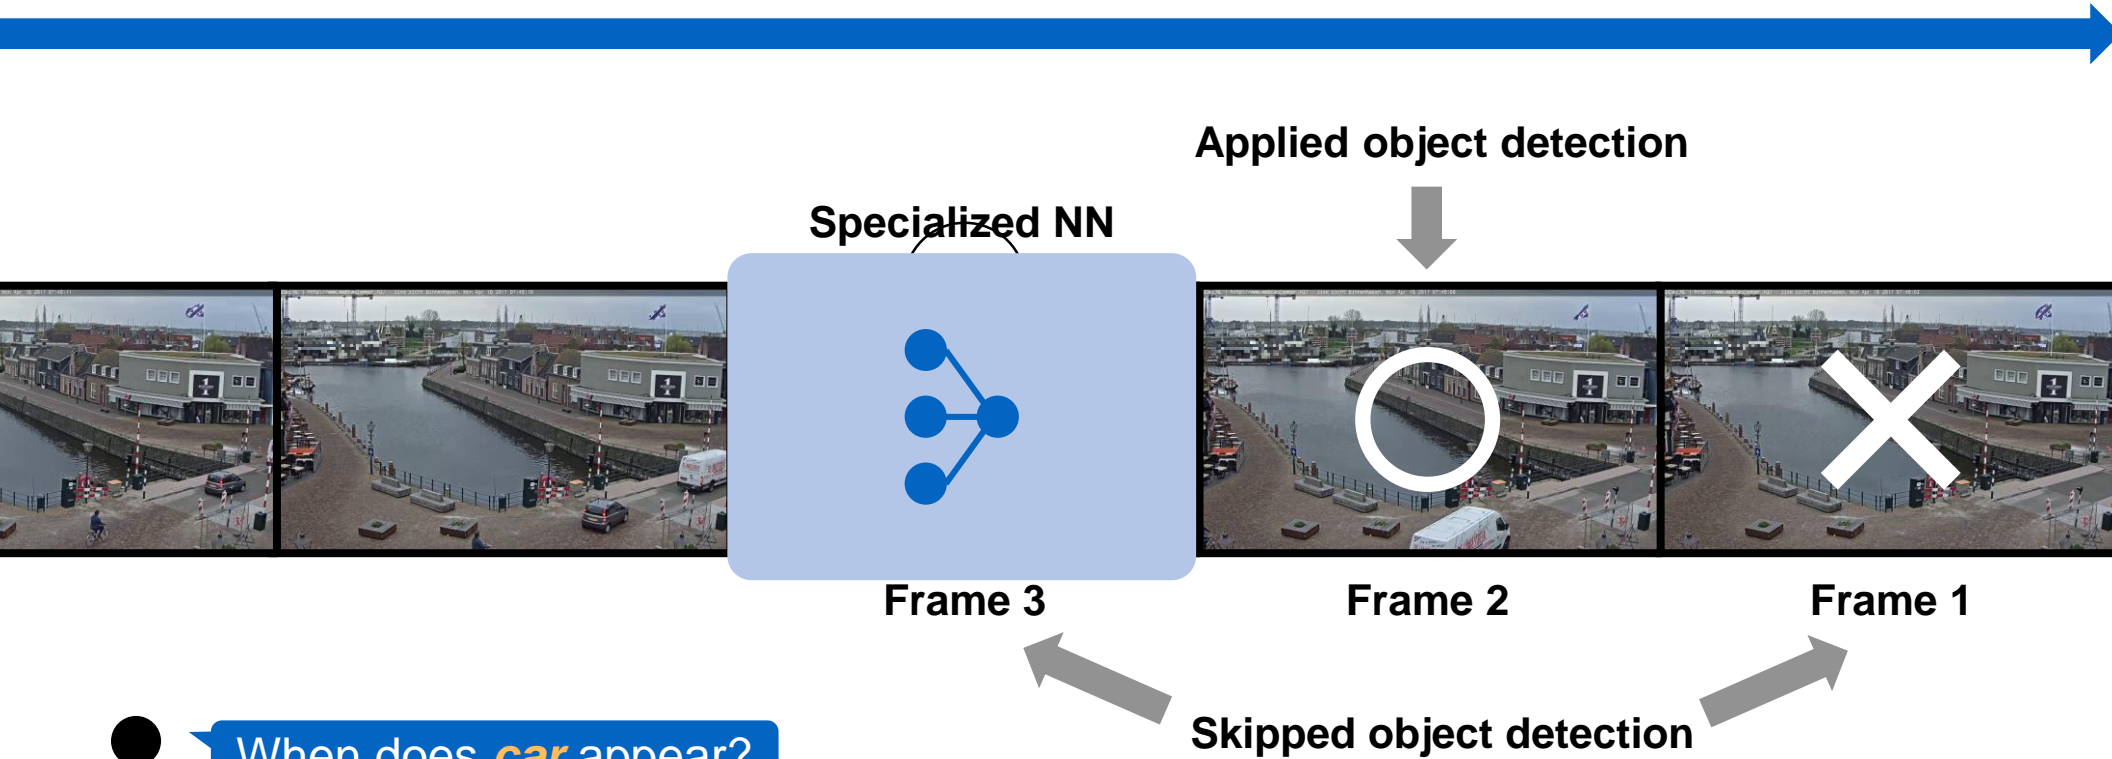 Applied object detection
Specialized NN
Frame 3
Frame 2
Frame 1
Skipped object detection
When does car appear?